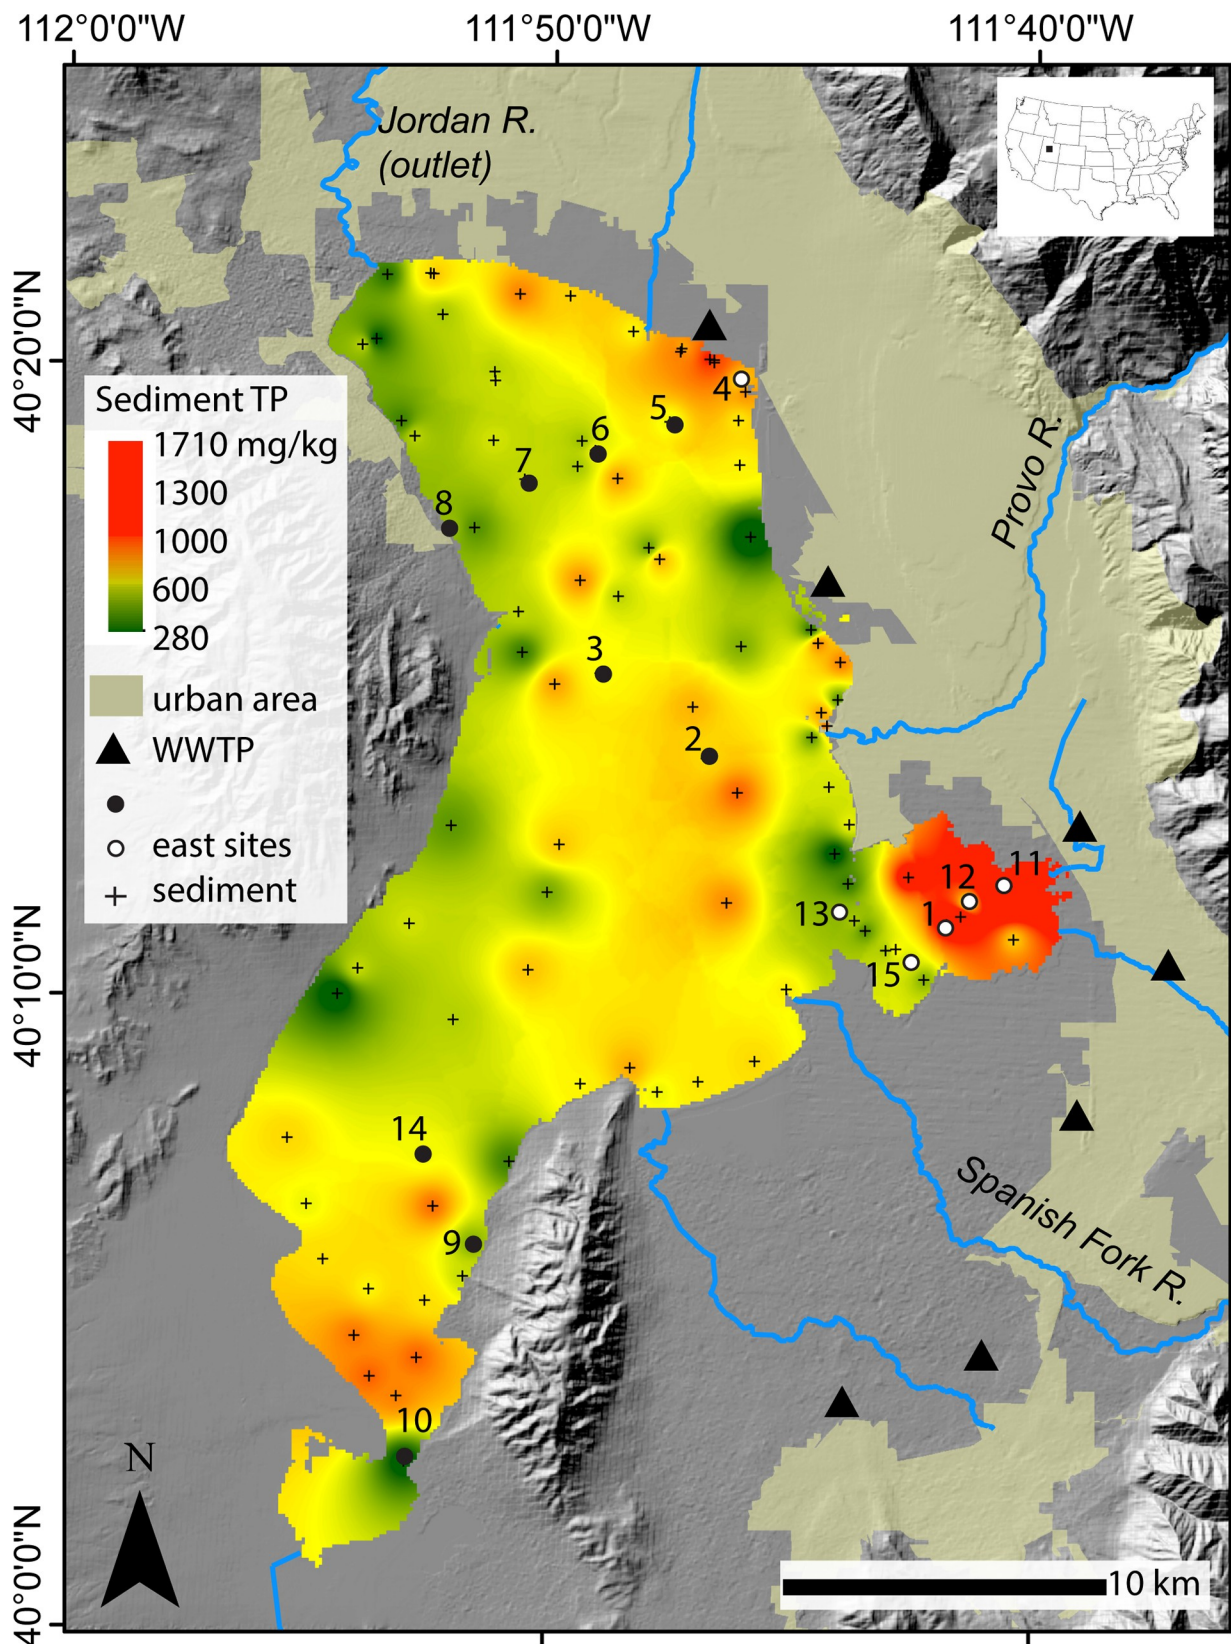 112°0'0"W
111°50'0"W
111°40'0"W
Jordan R.
(outlet)
40°20'0"N
Sediment TP
1710 mg/kg
1300
1000
600
280
urban area
WWTP
east sites
sediment
4
5
6
7
8
Provo R.
3
2
11
12
1
13
15
40°10'0"N
14
9
Spanish Fork R.
10
N
10 km
40°0'0"N